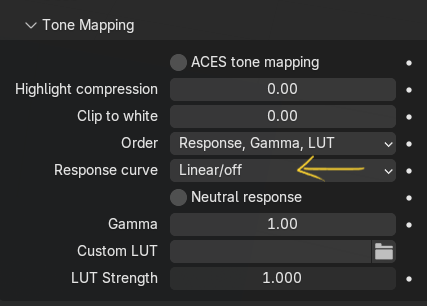 Tone Mapping
ACES tone mapping
Highlight compression 0.00
Clip to white 0.00
Order Response, Gamma, LUT
Response curve Linear/off
Neutral response
Gamma 1.00
Custom LUT
LUT Strength 1.000